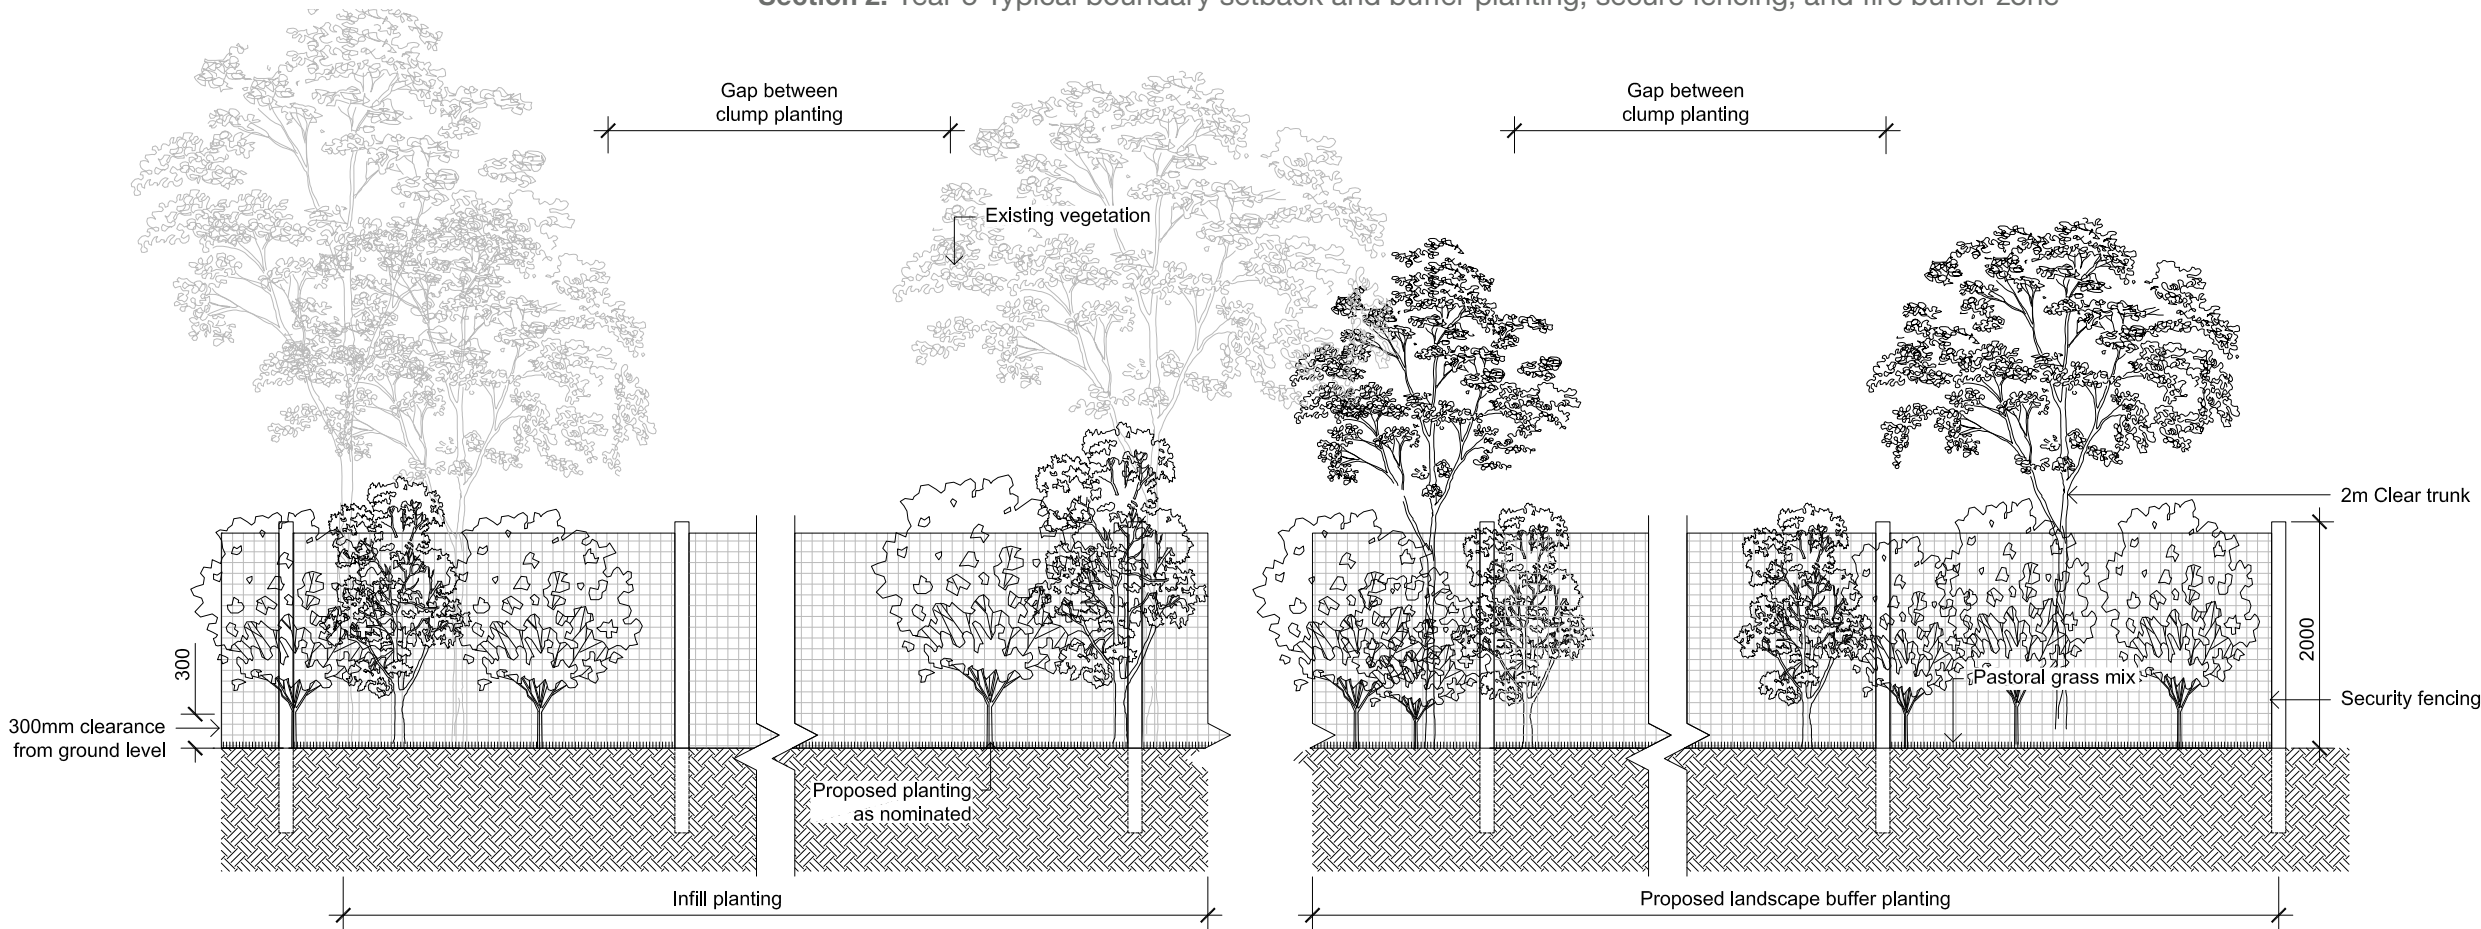 Section 2. Typical boundary setback and buffer planting, secure fencing, and fire buffer zone
Gap between
clump planting
Gap between
clump planting
Existing vegetation
2m Clear trunk
300
2000
Pastoral grass mix
Security fencing
300mm clearance
from ground level
Proposed planting
as nominated
Infill planting
Proposed landscape buffer planting